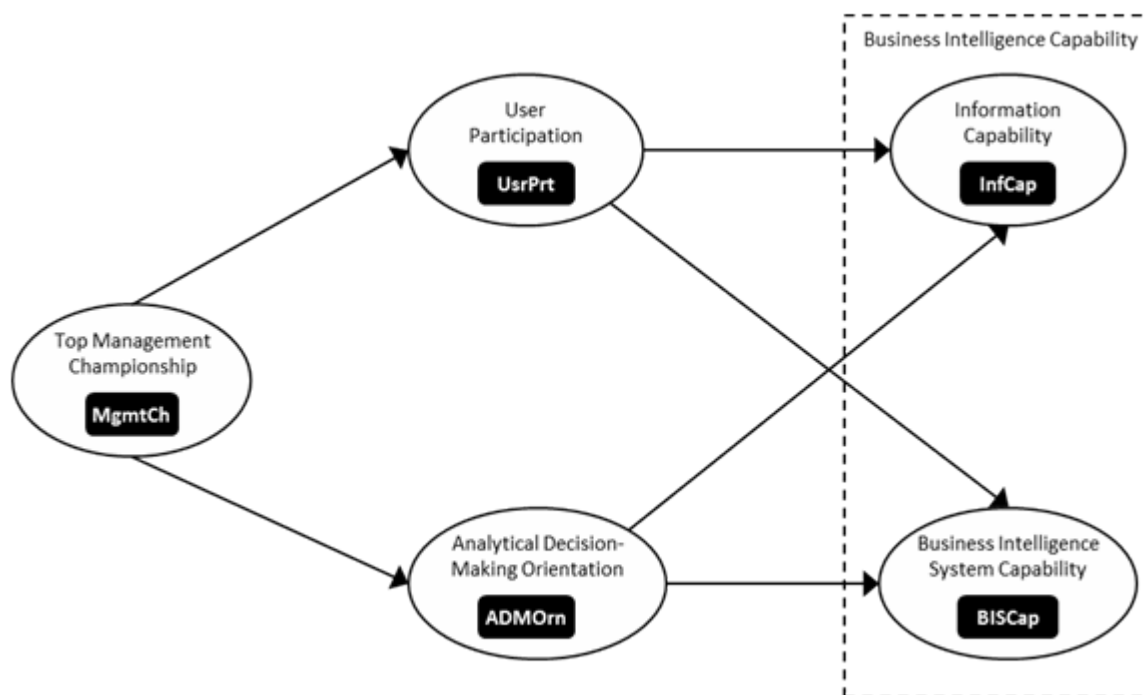 Business Intelligence Capability
User
Participation
UsrPrt
Information
Capability
InfCap
Top Management
Championship
MgmtCh
Analytical Decision-
Making Orientation
ADMOrn
Business Intelligence
System Capability
BISCap